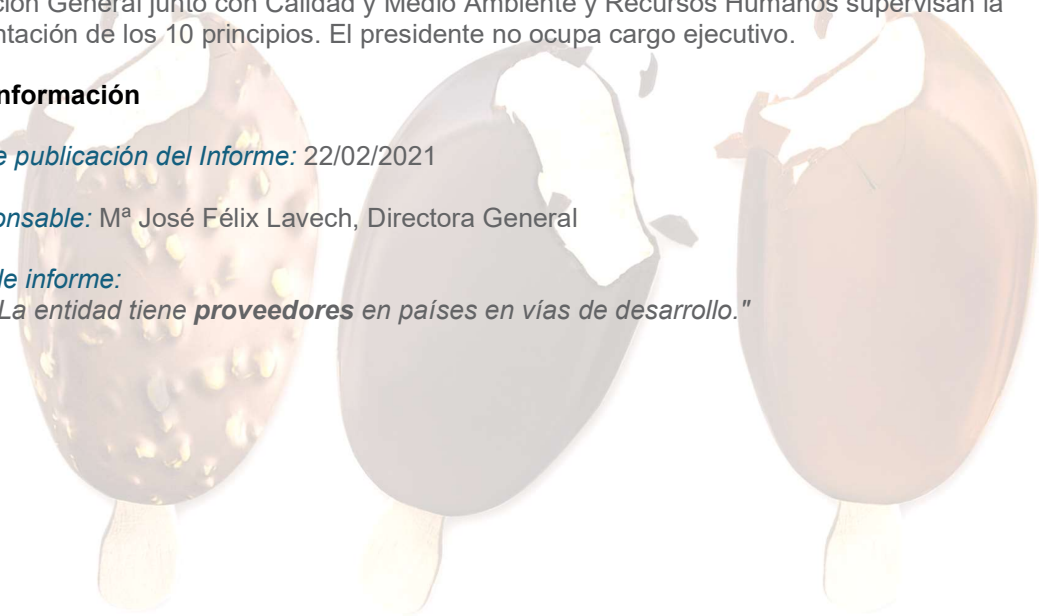 ción General junto con Calidad y Medio Ambiente y Recursos Humanos supervisan la
ntación de los 10 principios. El presidente no ocupa cargo ejecutivo.
nformación
e publicación del Informe: 22/02/2021
onsable: Mª José Félix Lavech, Directora General
de informe:
La entidad tiene proveedores en países en vías de desarrollo."